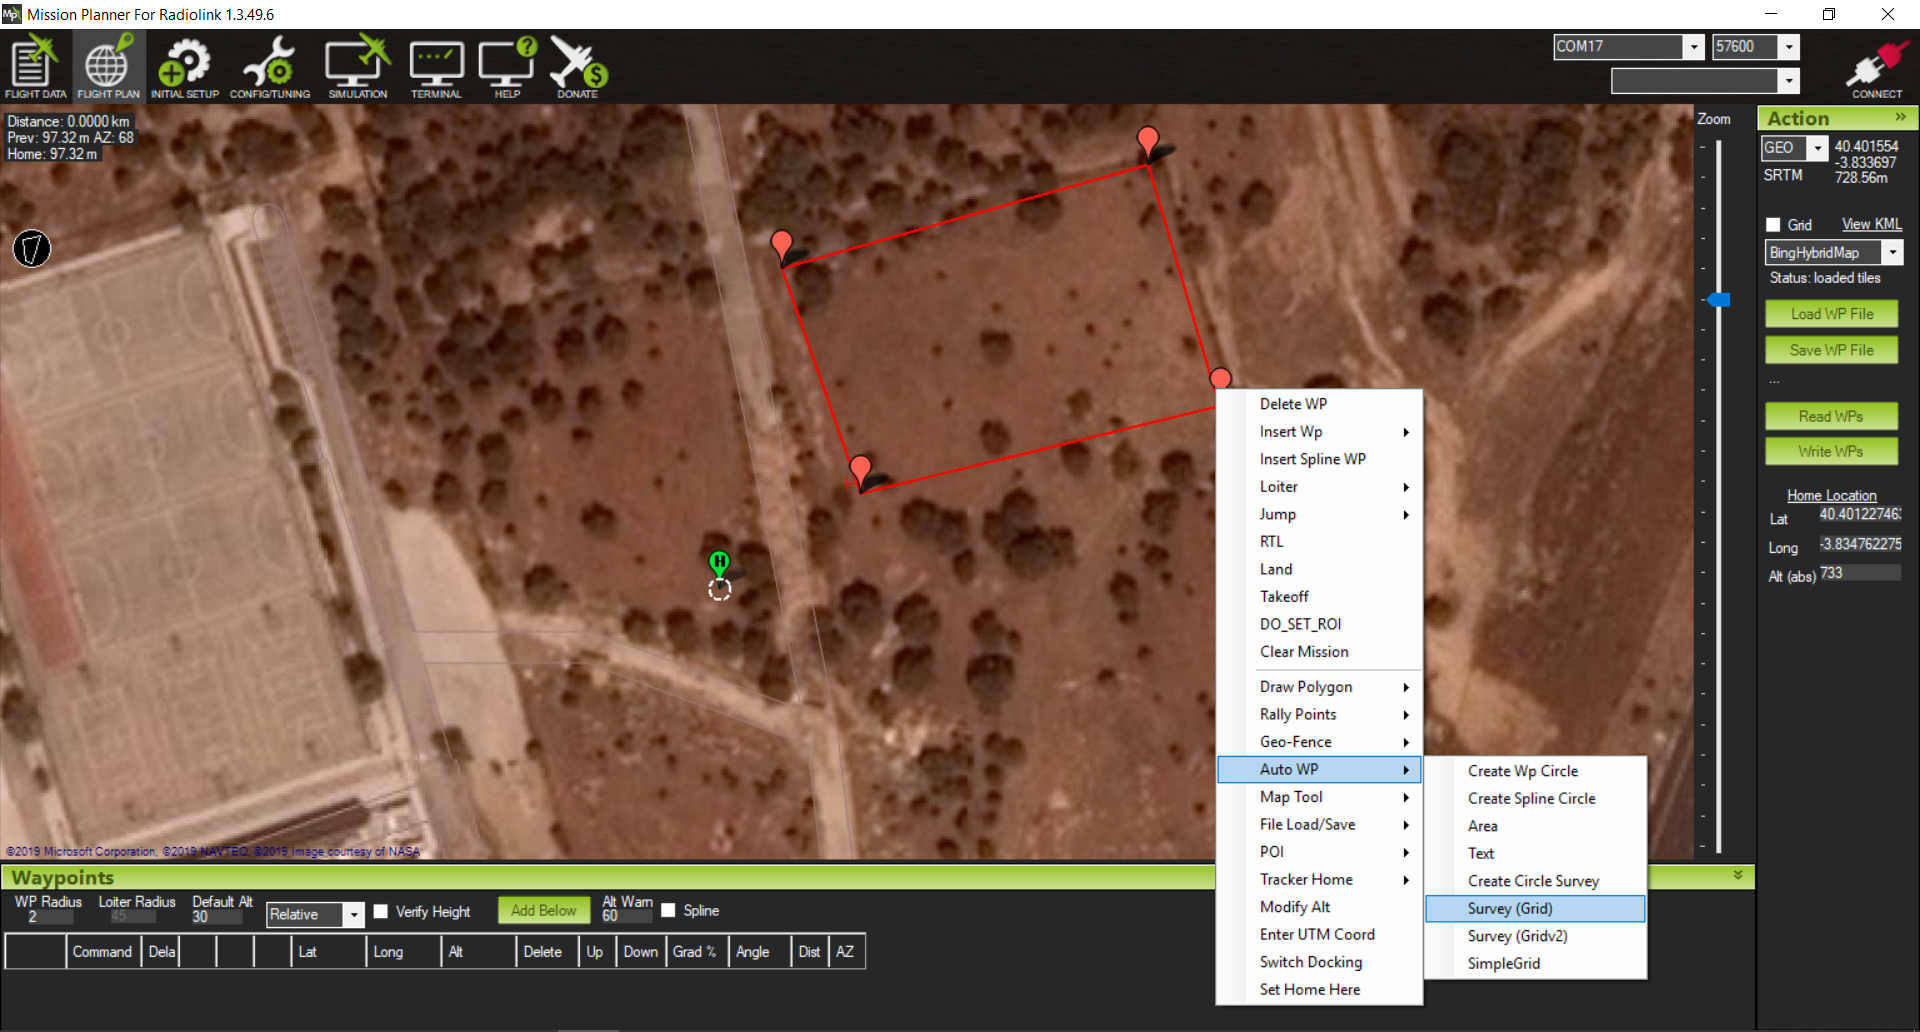 Mission Planner For Radiolink 1.3.49.6
FLIGHT DATA FLIGHT PLAN INITIAL SETUP CONFIG/TUNING SIMULATION TERMINAL HELP DONATE
COM17 57600
CONNECT
Distance: 0.0000 km
Prev: 97.32 m AZ: 68
Home: 97.32 m
Zoom
Action »
GEO 40.401554
-3.833697
SRTM 728.56m
Grid View KML
BingHybridMap
Status: loaded tiles
Load WP File
Save WP File
...
Read WPs
Write WPs
Home Location
Lat 40.40122746
Long -3.834762275
Alt (abs) 733
H
Delete WP
Insert Wp
Insert Spline WP
Loiter
Jump
RTL
Land
Takeoff
DO_SET_ROI
Clear Mission
Draw Polygon
Rally Points
Geo-Fence
Auto WP
Map Tool
File Load/Save
POI
Tracker Home
Modify Alt
Enter UTM Coord
Switch Docking
Set Home Here
Create Wp Circle
Create Spline Circle
Area
Text
Create Circle Survey
Survey (Grid)
Survey (Gridv2)
SimpleGrid
©2019 Microsoft Corporation, ©2019 NAVTEQ, ©2019 Image courtesy of NASA
Waypoints
WP Radius Loiter Radius Default Alt Alt Warn
2 45 30 Relative Verify Height Add Below 60 Spline
Command Dela Lat Long Alt Delete Up Down Grad % Angle Dist AZ